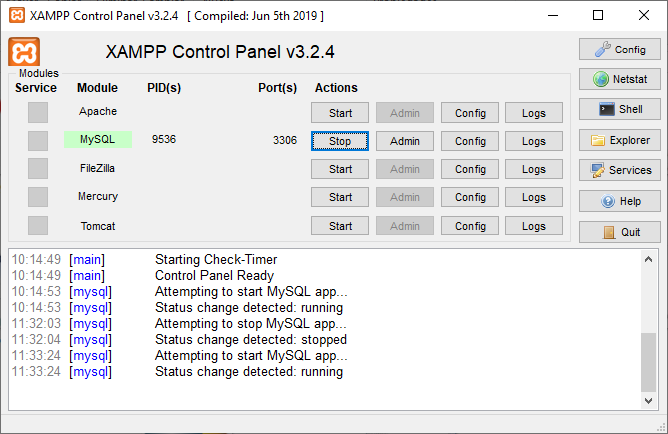 XAMPP Control Panel v3.2.4 [ Compiled: Jun 5th 2019 ]
XAMPP Control Panel v3.2.4
Config
Modules
Service Module PID(s) Port(s) Actions
Netstat
Apache Start Admin Config Logs
Shell
MySQL 9536 3306 Stop Admin Config Logs
Explorer
FileZilla Start Admin Config Logs
Services
Mercury Start Admin Config Logs
Help
Tomcat Start Admin Config Logs
Quit
10:14:49 [main] Starting Check-Timer
10:14:49 [main] Control Panel Ready
10:14:53 [mysql] Attempting to start MySQL app...
10:14:53 [mysql] Status change detected: running
11:32:03 [mysql] Attempting to stop MySQL app...
11:32:04 [mysql] Status change detected: stopped
11:33:24 [mysql] Attempting to start MySQL app...
11:33:24 [mysql] Status change detected: running